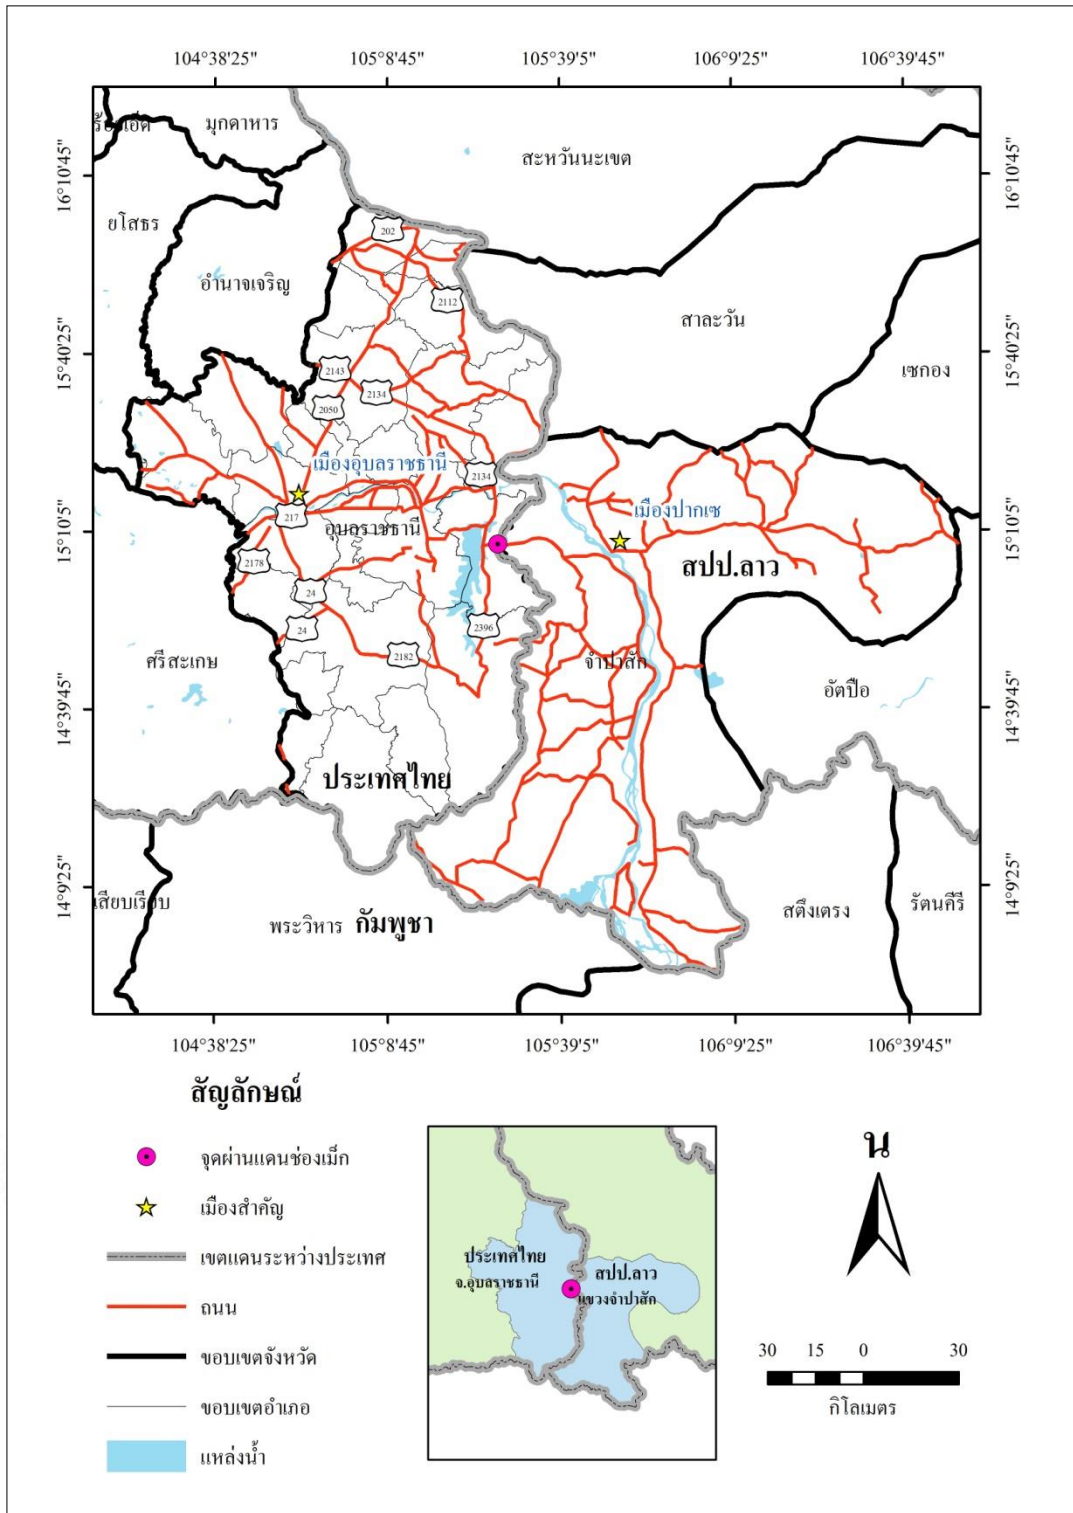 104°38'25"
105°8'45"
105°39'5"
106°9'25"
106°39'45"
16°10'45"
16°10'45"
15°40'25"
15°40'25"
15°10'5"
15°10'5"
14°39'45"
14°39'45"
14°9'25"
14°9'25"
ร้อยเอ็ด
มุกดาหาร
สะหวันนะเขต
ยโสธร
202
อำนาจเจริญ
2112
สาละวัน
เซกอง
2143
2134
2050
เมืองอุบลราชธานี
2134
217
อุบลราชธานี
เมืองปากเซ
2178
สปป.ลาว
24
24
2396
2182
ศรีสะเกษ
จำปาสัก
อัตปือ
ประเทศไทย
เสียบเรียบ
พระวิหาร
กัมพูชา
สตึงเตรง
รัตนคีรี
104°38'25"
105°8'45"
105°39'5"
106°9'25"
106°39'45"
สัญลักษณ์
จุดผ่านแดนช่องเม็ก
เมืองสำคัญ
เขตแดนระหว่างประเทศ
ถนน
ขอบเขตจังหวัด
ขอบเขตอำเภอ
แหล่งน้ำ
ประเทศไทย
จ.อุบลราชธานี
สปป.ลาว
แขวงจำปาสัก
น
30 15 0 30
กิโลเมตร